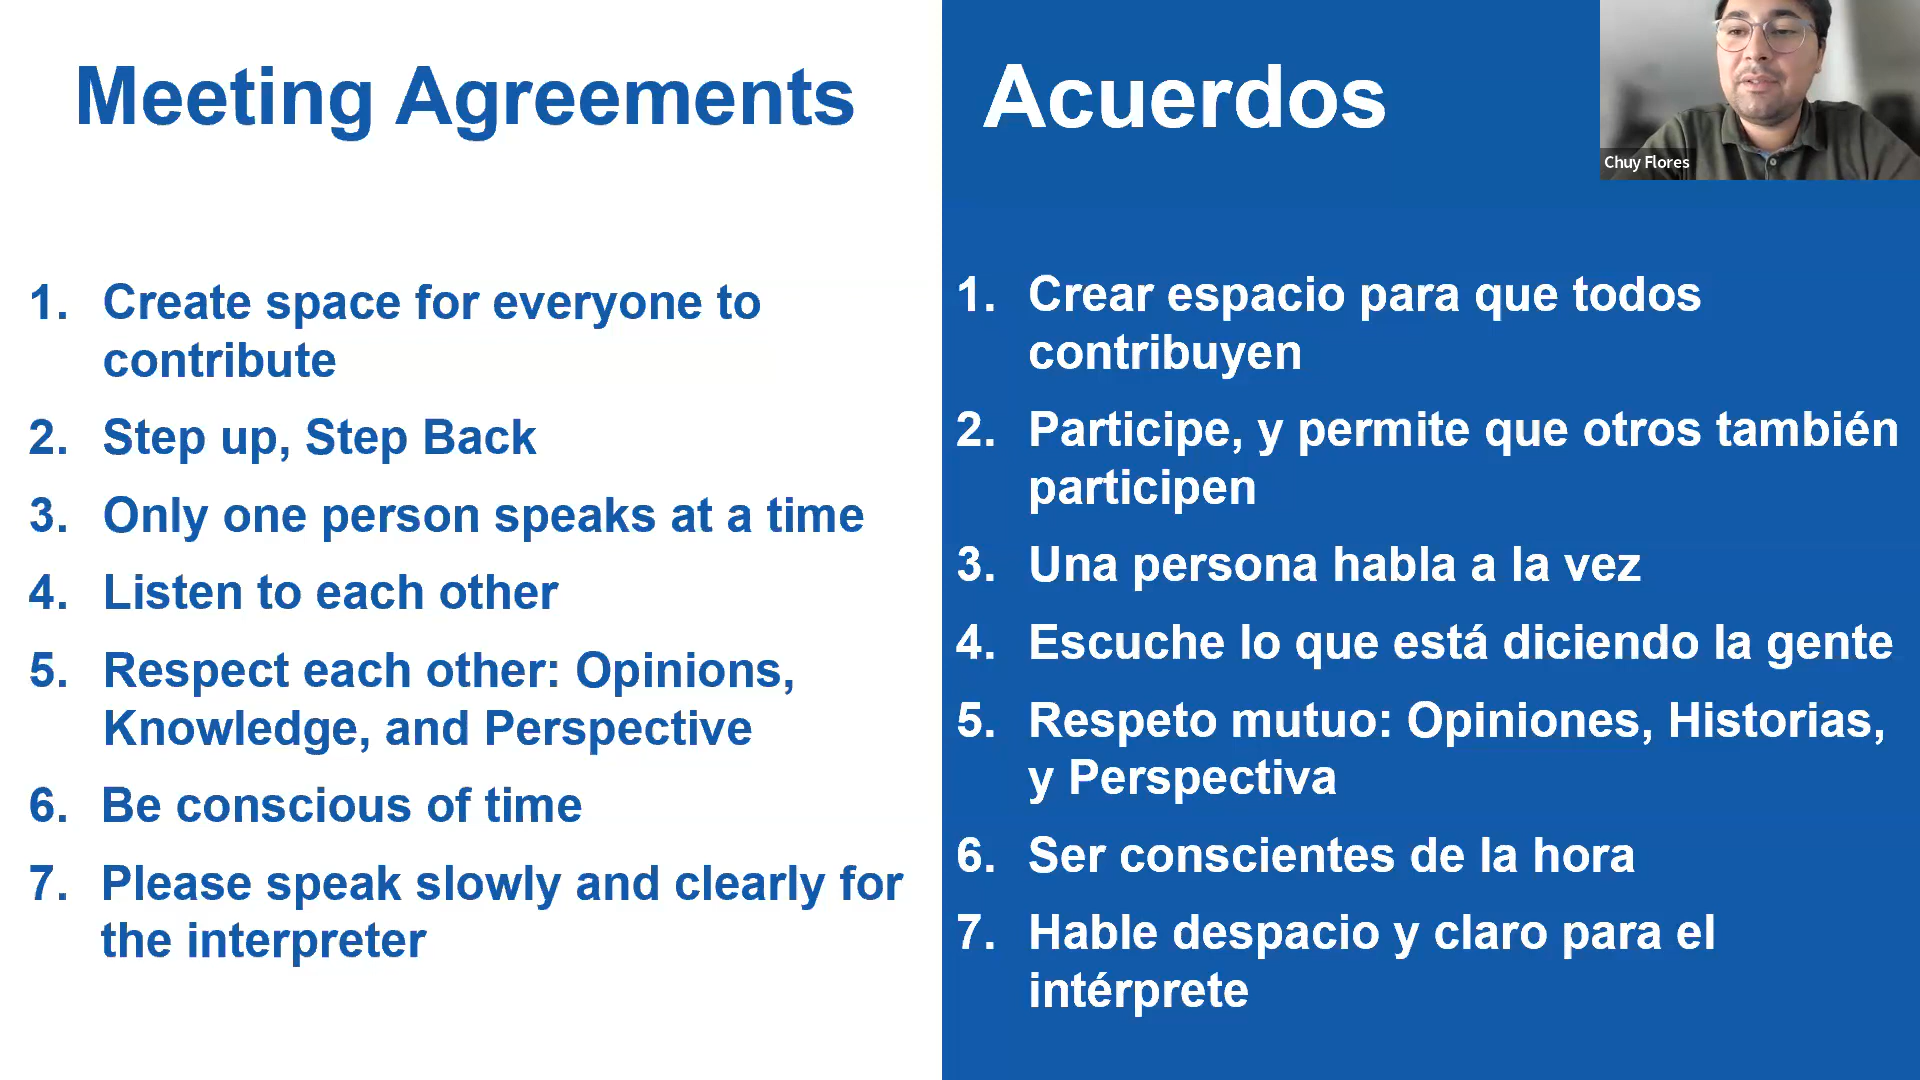 Meeting Agreements
1. Create space for everyone to
contribute
2. Step up, Step Back
3. Only one person speaks at a time
4. Listen to each other
5. Respect each other: Opinions,
Knowledge, and Perspective
6. Be conscious of time
7. Please speak slowly and clearly for
the interpreter
Acuerdos
1. Crear espacio para que todos
contribuyen
2. Participe, y permite que otros también
participen
3. Una persona habla a la vez
4. Escuche lo que está diciendo la gente
5. Respeto mutuo: Opiniones, Historias,
y Perspectiva
6. Ser conscientes de la hora
7. Hable despacio y claro para el
intérprete
Chuy Flores